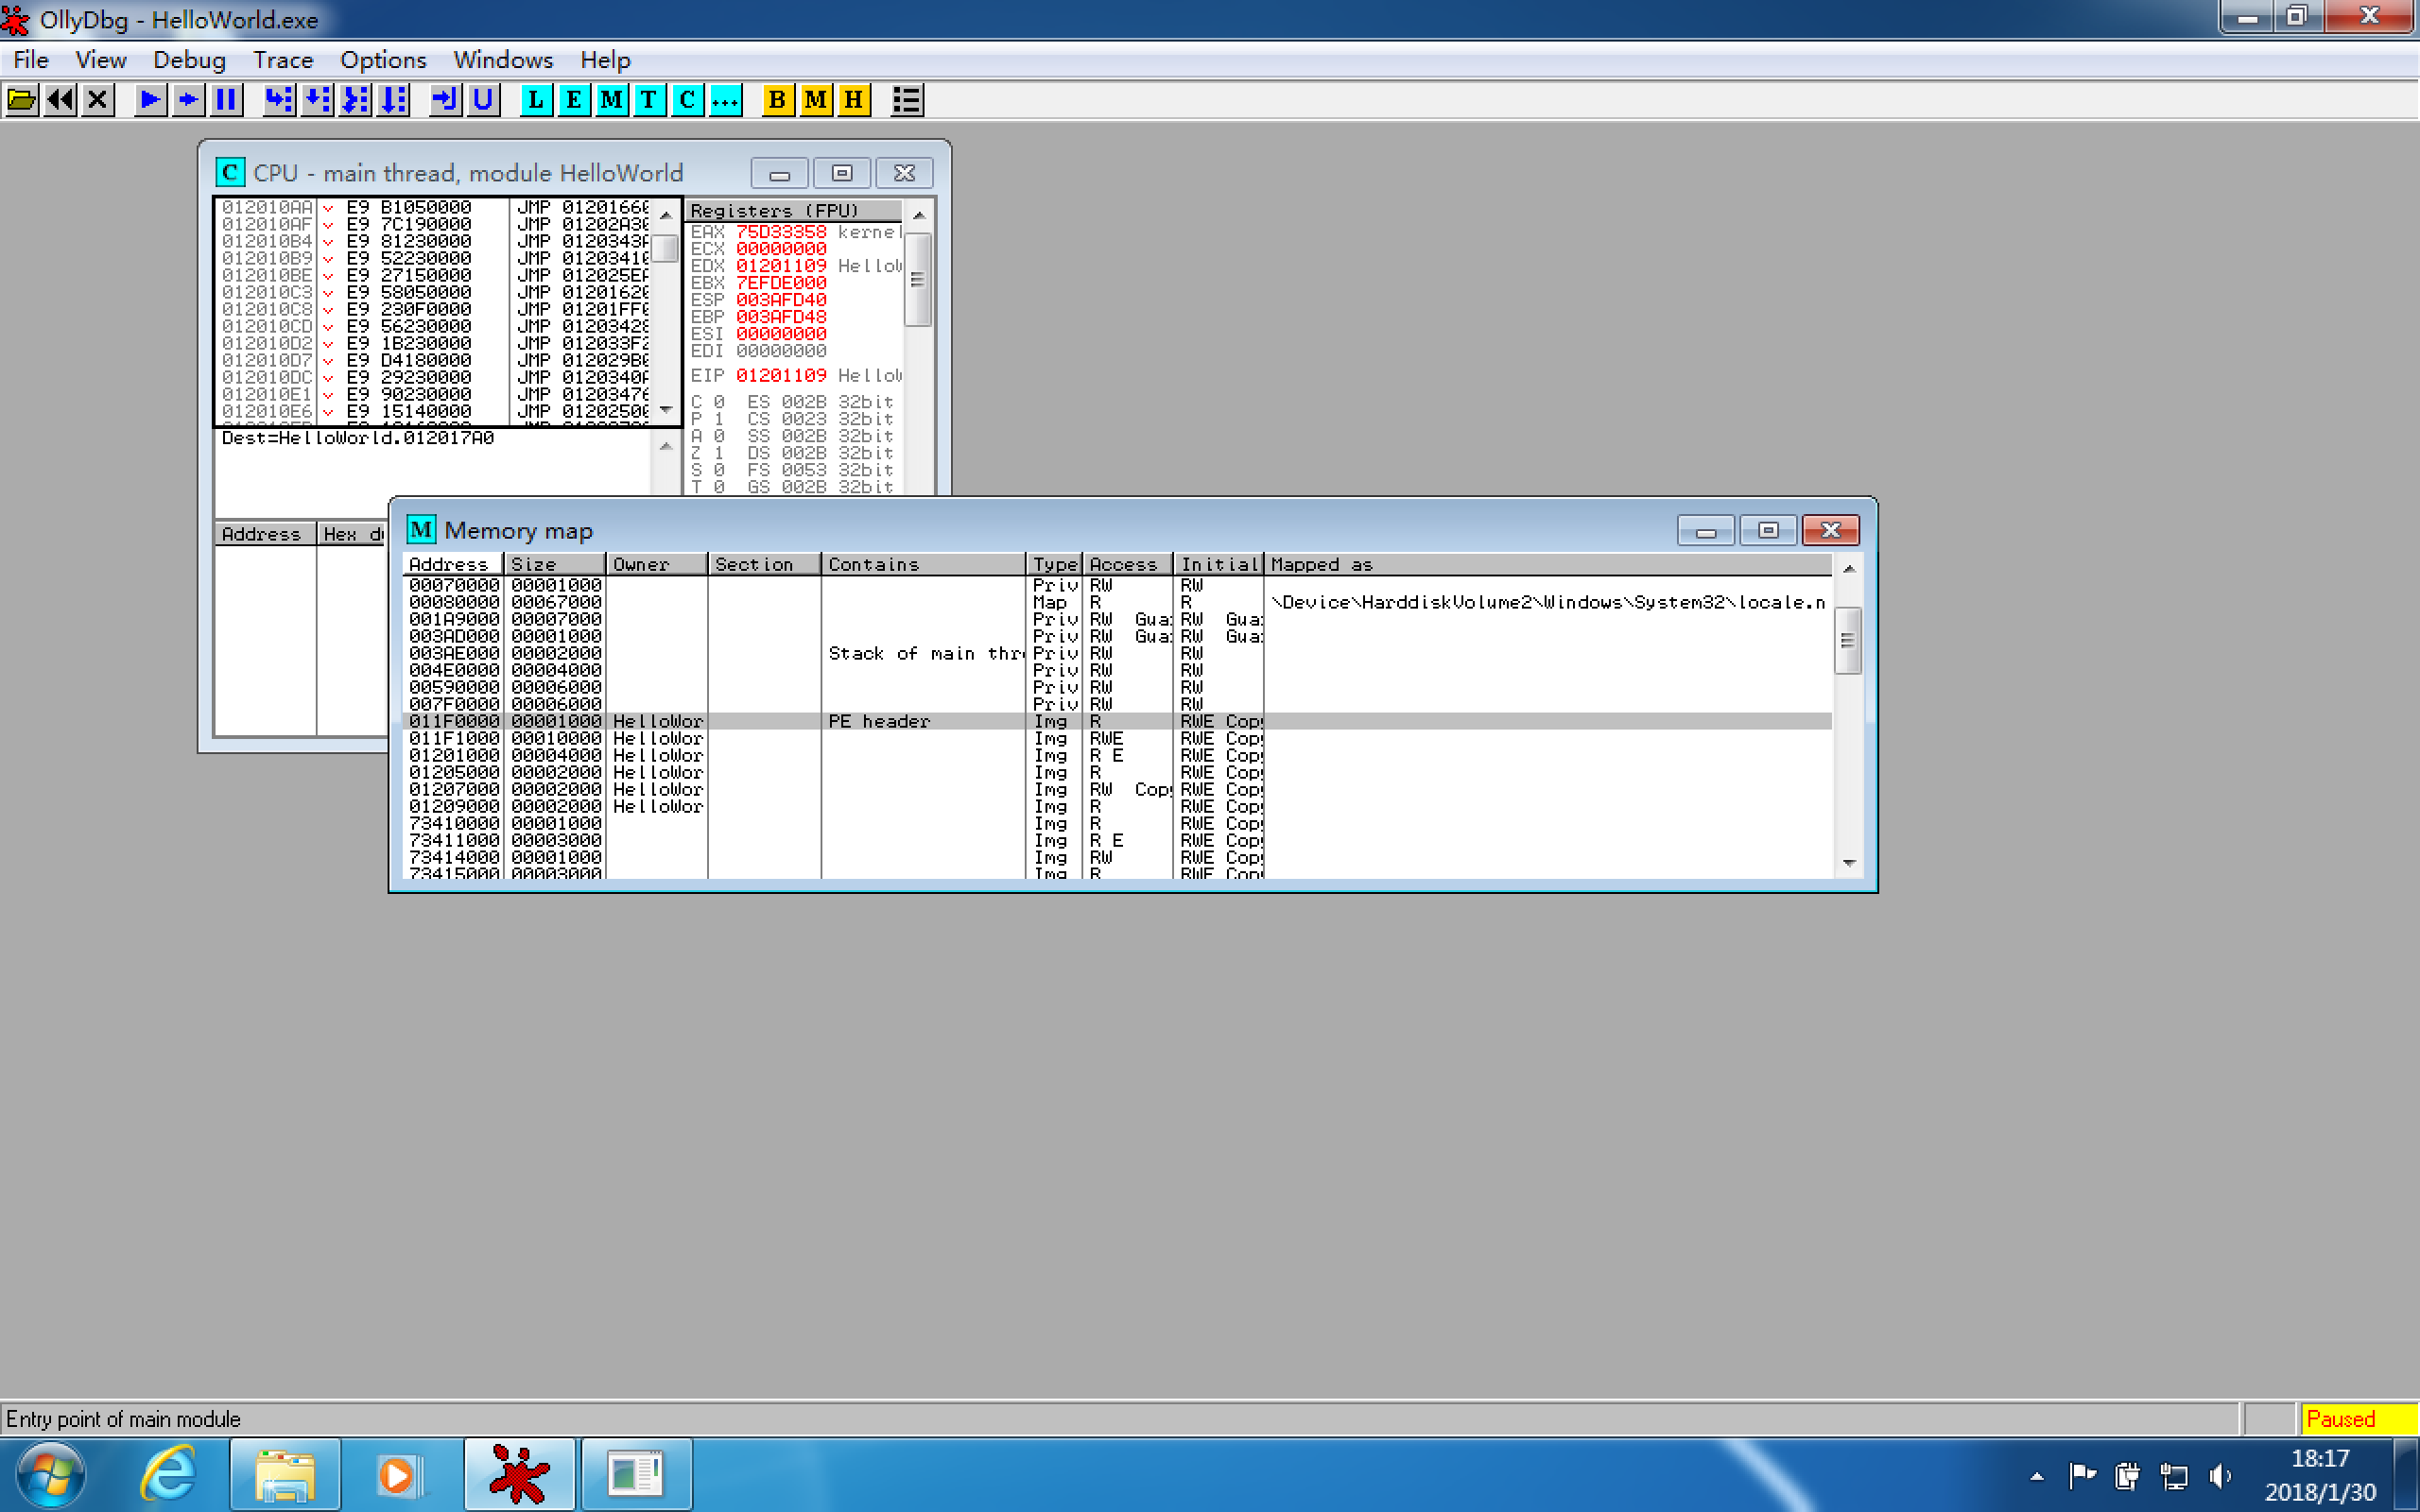 OllyDbg - HelloWorld.exe
File View Debug Trace Options Windows Help
L E M T C ... B M H
C CPU - main thread, module HelloWorld
012010AA E9 B1050000 JMP 0120166
012010AF E9 7C190000 JMP 01202A3
012010B4 E9 81230000 JMP 0120343
012010B9 E9 52230000 JMP 0120341
012010BE E9 27150000 JMP 012025E
012010C3 E9 58050000 JMP 0120162
012010C8 E9 230F0000 JMP 01201FF
012010CD E9 56230000 JMP 0120342
012010D2 E9 1B230000 JMP 012033F
012010D7 E9 D4180000 JMP 012029B
012010DC E9 29230000 JMP 0120340
012010E1 E9 90230000 JMP 0120347
012010E6 E9 15140000 JMP 0120250
Dest=HelloWorld.012017A0
Address Hex d
Registers (FPU)
EAX 75D33358 kernel
ECX 00000000
EDX 01201109 Hello
EBX 7EFDE000
ESP 003AFD40
EBP 003AFD48
ESI 00000000
EDI 00000000
EIP 01201109 Hello
C 0 ES 002B 32bit
P 1 CS 0023 32bit
A 0 SS 002B 32bit
Z 1 DS 002B 32bit
S 0 FS 0053 32bit
T 0 GS 002B 32bit
M Memory map
Address Size Owner Section Contains Type Access Initial Mapped as
00070000 00001000 Priv RW RW
00080000 00067000 Map R R \Device\HarddiskVolume2\Windows\System32\locale.n
001A9000 00007000 Priv RW Gua RW Gua
003AD000 00001000 Priv RW Gua RW Gua
003AE000 00002000 Stack of main thr Priv RW RW
004E0000 00004000 Priv RW RW
00590000 00006000 Priv RW RW
007F0000 00006000 Priv RW RW
011F0000 00001000 HelloWor PE header Img R RWE Cop
011F1000 00010000 HelloWor Img RWE RWE Cop
01201000 00004000 HelloWor Img R E RWE Cop
01205000 00002000 HelloWor Img R RWE Cop
01207000 00002000 HelloWor Img RW Cop RWE Cop
01209000 00002000 HelloWor Img R RWE Cop
73410000 00001000 Img R RWE Cop
73411000 00003000 Img R E RWE Cop
73414000 00001000 Img RW RWE Cop
73415000 00003000 Img R RWE Cop
Entry point of main module
Paused
18:17
2018/1/30